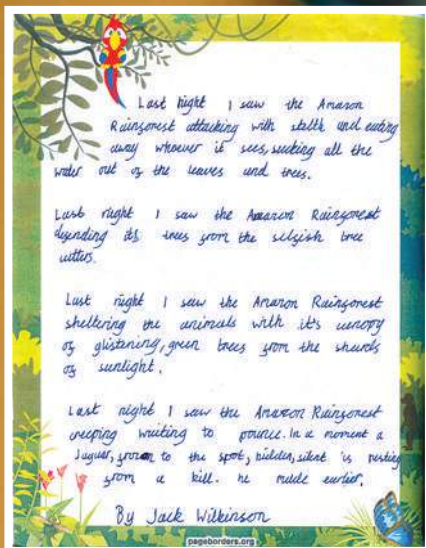 Last night I saw the Amazon
Rainforest attacking with stealth and eating
away whoever it sees, sucking all the
water out of the leaves and trees.
Last night I saw the Amazon Rainforest
defending its trees from the selfish tree
cutters.
Last night I saw the Amazon Rainforest
sheltering the animals with it's canopy
of glistening, green trees from the shards
of sunlight.
Last night I saw the Amazon Rainforest
creeping waiting to pounce. In a moment a
Jaguar, frozen to the spot, hidden, silent is resting
from a kill. he made earlier.
By Jack Wilkinson
pageborders.org